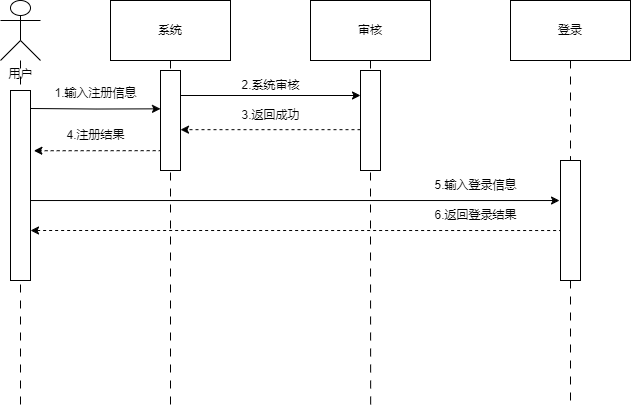 系统
审核
登录
用户
1.输入注册信息
2.系统审核
3.返回成功
4.注册结果
5.输入登录信息
6.返回登录结果